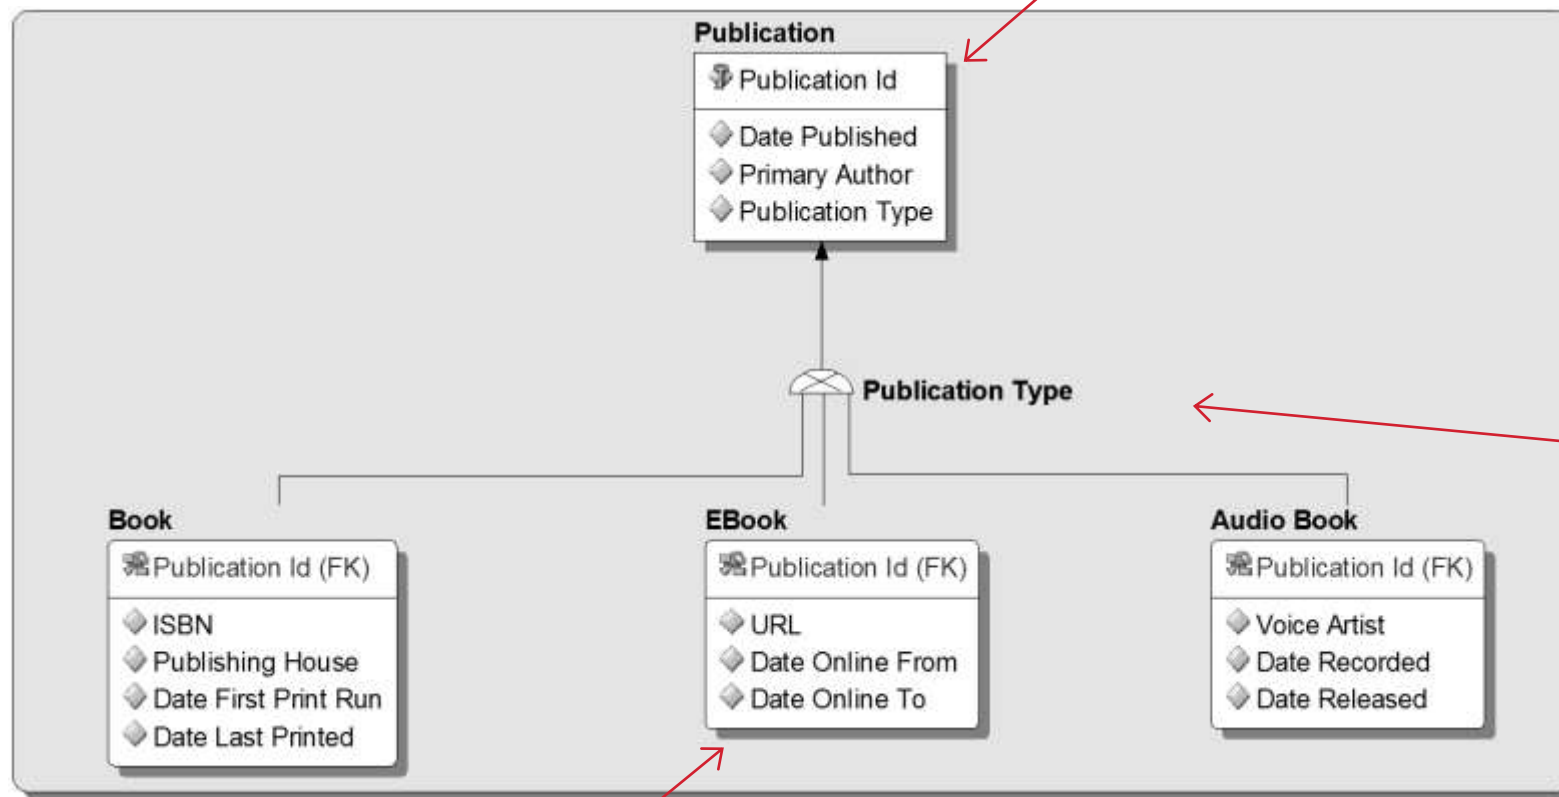 Publication
Publication Id
Date Published
Primary Author
Publication Type
Publication Type
Book
Publication Id (FK)
ISBN
Publishing House
Date First Print Run
Date Last Printed
EBook
Publication Id (FK)
URL
Date Online From
Date Online To
Audio Book
Publication Id (FK)
Voice Artist
Date Recorded
Date Released